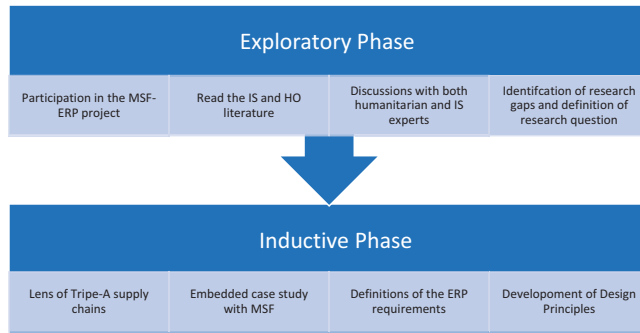 Exploratory Phase
Participation in the MSF-
ERP project
Read the IS and HO
literature
Discussions with both
humanitarian and IS
experts
Identifcation of research
gaps and definition of
research question
Inductive Phase
Lens of Tripe-A supply
chains
Embedded case study
with MSF
Definitions of the ERP
requirements
Developoment of Design
Principles